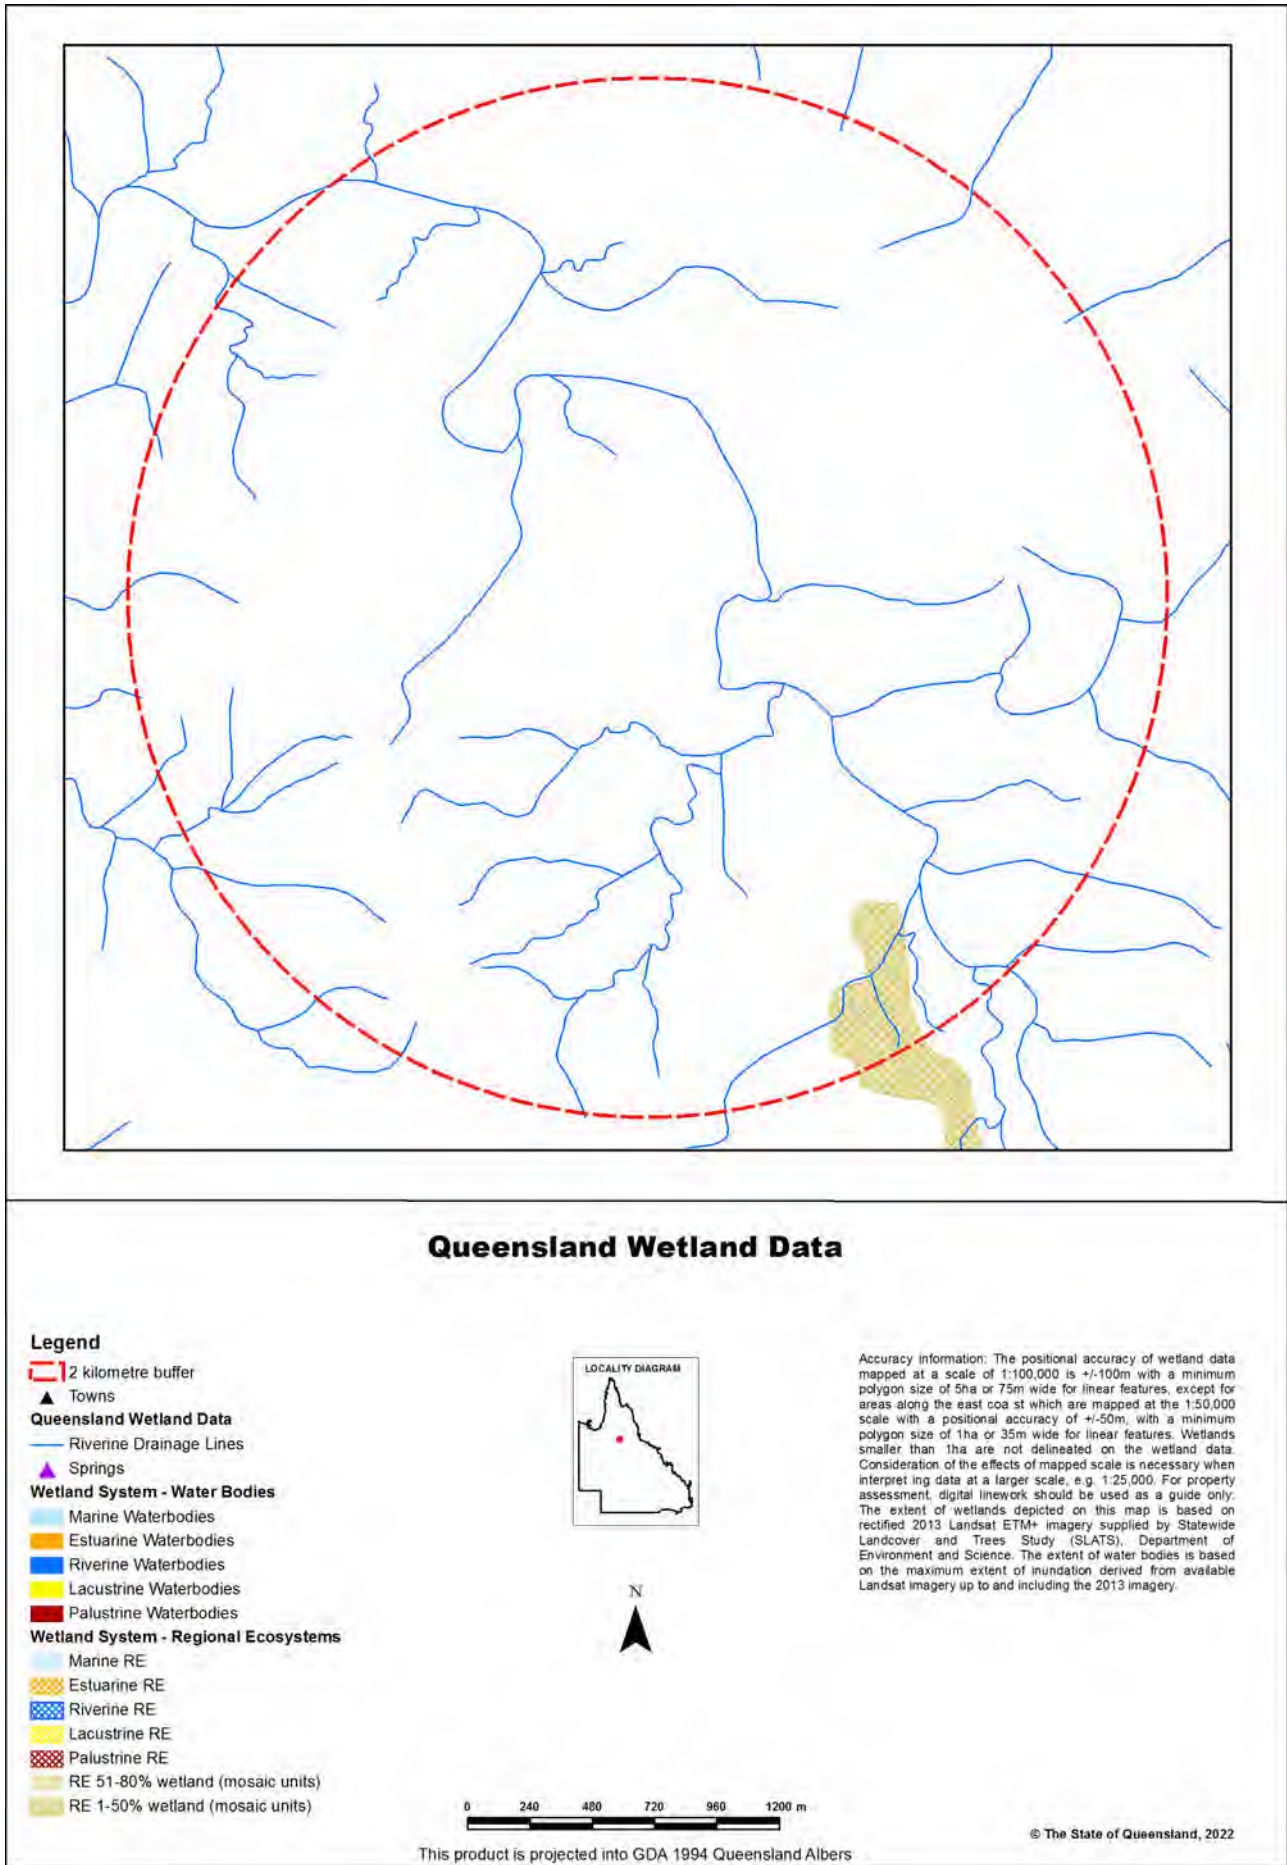 Queensland Wetland Data
Legend
2 kilometre buffer
Towns
Queensland Wetland Data
Riverine Drainage Lines
Springs
Wetland System - Water Bodies
Marine Waterbodies
Estuarine Waterbodies
Riverine Waterbodies
Lacustrine Waterbodies
Palustrine Waterbodies
Wetland System - Regional Ecosystems
Marine RE
Estuarine RE
Riverine RE
Lacustrine RE
Palustrine RE
RE 51-80% wetland (mosaic units)
RE 1-50% wetland (mosaic units)
LOCALITY DIAGRAM
N
0 240 480 720 960 1200 m
This product is projected into GDA 1994 Queensland Albers
Accuracy information: The positional accuracy of wetland data
mapped at a scale of 1:100,000 is +/-100m with a minimum
polygon size of 5ha or 75m wide for linear features, except for
areas along the east coa st which are mapped at the 1:50,000
scale with a positional accuracy of +/-50m, with a minimum
polygon size of 1ha or 35m wide for linear features. Wetlands
smaller than 1ha are not delineated on the wetland data.
Consideration of the effects of mapped scale is necessary when
interpret ing data at a larger scale, e.g. 1:25,000. For property
assessment, digital linework should be used as a guide only.
The extent of wetlands depicted on this map is based on
rectified 2013 Landsat ETM+ imagery supplied by Statewide
Landcover and Trees Study (SLATS), Department of
Environment and Science. The extent of water bodies is based
on the maximum extent of inundation derived from available
Landsat imagery up to and including the 2013 imagery.
© The State of Queensland, 2022